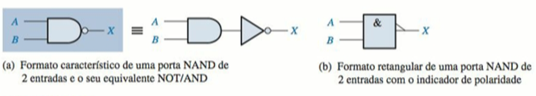 A
B
X
≡
A
B
X
A
B
&
X
(a) Formato característico de uma porta NAND de
2 entradas e o seu equivalente NOT/AND
(b) Formato retangular de uma porta NAND de
2 entradas com o indicador de polaridade